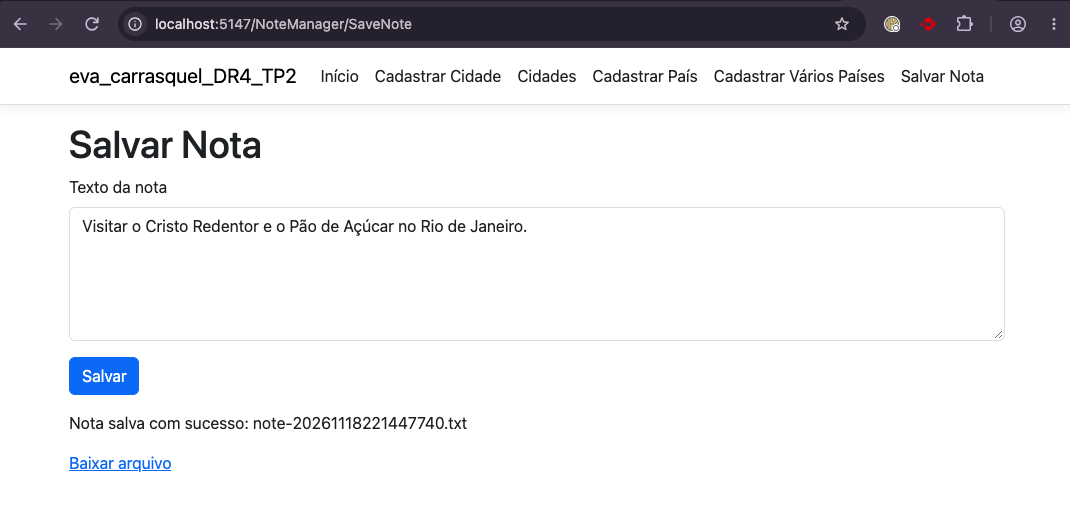 localhost:5147/NoteManager/SaveNote
eva_carrasquel_DR4_TP2 Início Cadastrar Cidade Cidades Cadastrar País Cadastrar Vários Países Salvar Nota
Salvar Nota
Texto da nota
Visitar o Cristo Redentor e o Pão de Açúcar no Rio de Janeiro.
Salvar
Nota salva com sucesso: note-20261118221447740.txt
Baixar arquivo